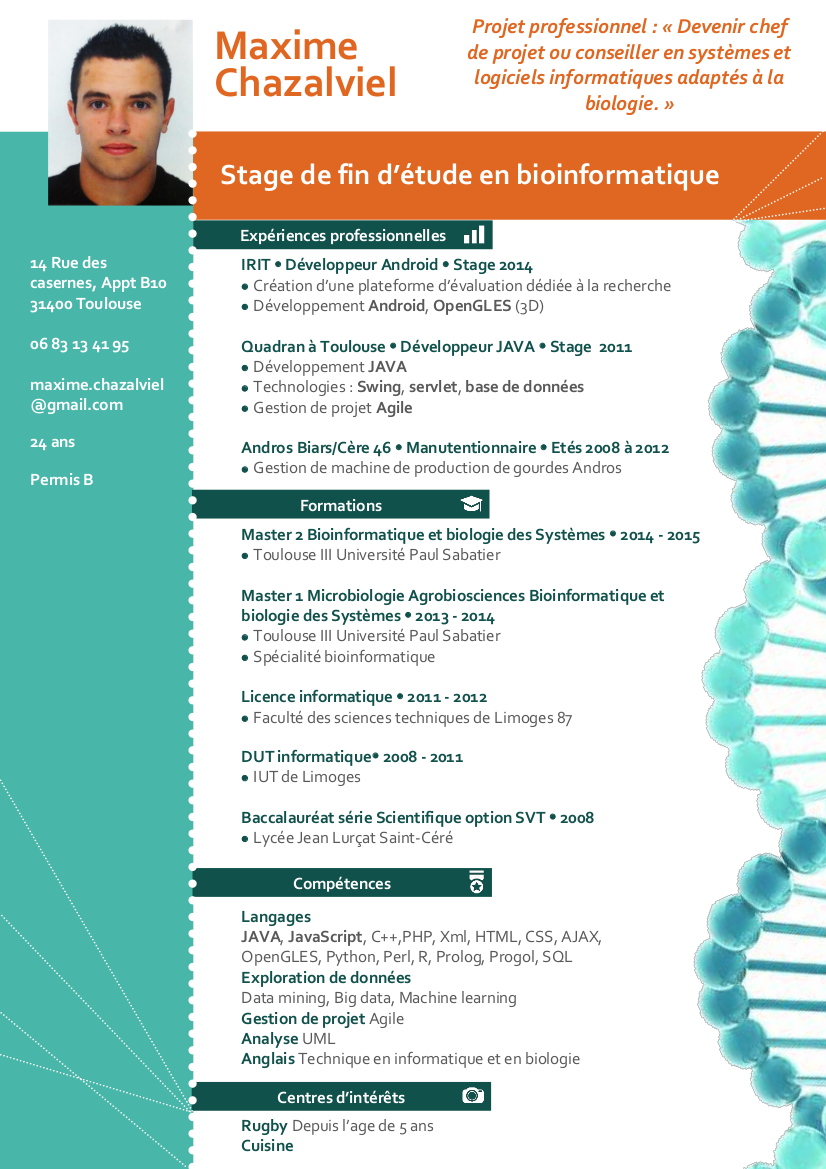 Maxime
Chazalviel
Projet professionnel : « Devenir chef
de projet ou conseiller en systèmes et
logiciels informatiques adaptés à la
biologie. »
Stage de fin d’étude en bioinformatique
14 Rue des
casernes, Appt B10
31400 Toulouse
06 83 13 41 95
maxime.chazalviel
@gmail.com
24 ans
Permis B
Expériences professionnelles
IRIT • Développeur Android • Stage 2014
• Création d’une plateforme d’évaluation dédiée à la recherche
• Développement Android, OpenGLES (3D)
Quadran à Toulouse • Développeur JAVA • Stage 2011
• Développement JAVA
• Technologies : Swing, servlet, base de données
• Gestion de projet Agile
Andros Biars/Cère 46 • Manutentionnaire • Etés 2008 à 2012
• Gestion de machine de production de gourdes Andros
Formations
Master 2 Bioinformatique et biologie des Systèmes • 2014 - 2015
• Toulouse III Université Paul Sabatier
Master 1 Microbiologie Agrobiosciences Bioinformatique et
biologie des Systèmes • 2013 - 2014
• Toulouse III Université Paul Sabatier
• Spécialité bioinformatique
Licence informatique • 2011 - 2012
• Faculté des sciences techniques de Limoges 87
DUT informatique• 2008 - 2011
• IUT de Limoges
Baccalauréat série Scientifique option SVT • 2008
• Lycée Jean Lurçat Saint-Céré
Compétences
Langages
JAVA, JavaScript, C++,PHP, Xml, HTML, CSS, AJAX,
OpenGLES, Python, Perl, R, Prolog, Progol, SQL
Exploration de données
Data mining, Big data, Machine learning
Gestion de projet Agile
Analyse UML
Anglais Technique en informatique et en biologie
Centres d’intérêts
Rugby Depuis l’age de 5 ans
Cuisine